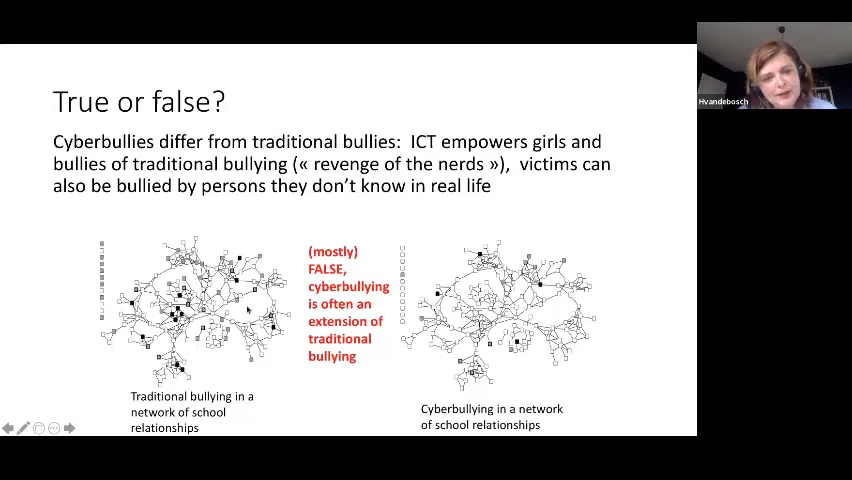 True or false?
Cyberbullies differ from traditional bullies:  ICT empowers girls and
bullies of traditional bullying (« revenge of the nerds »),  victims can
also be bullied by persons they don’t know in real life
(mostly)
FALSE,
cyberbullying
is often an
extension of
traditional
bullying
Traditional bullying in a
network of school
relationships
Cyberbullying in a network
of school relationships
Hvandebosch